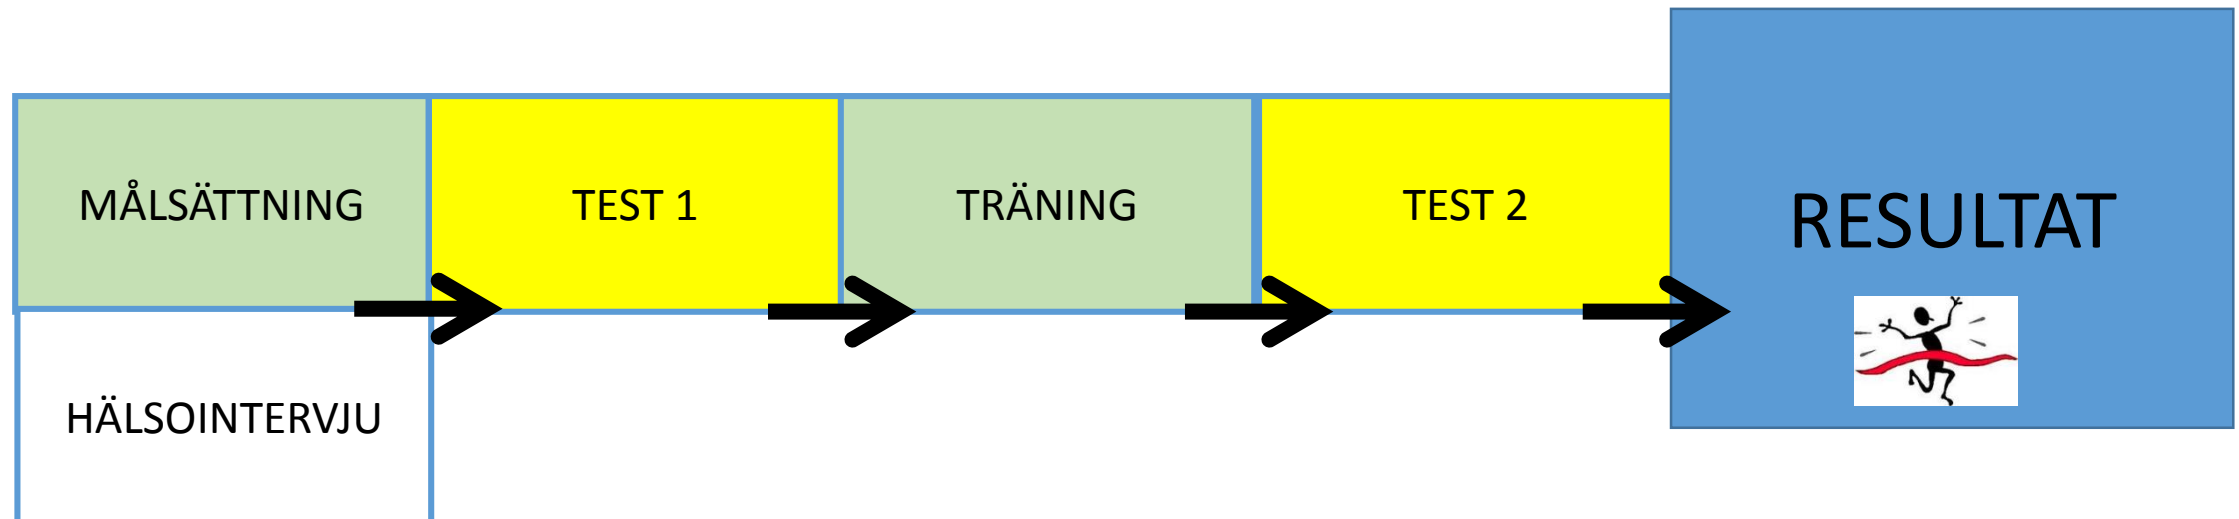 MÅLSÄTTNING
TEST 1
TRÄNING
TEST 2
RESULTAT
HÄLSOINTERVJU